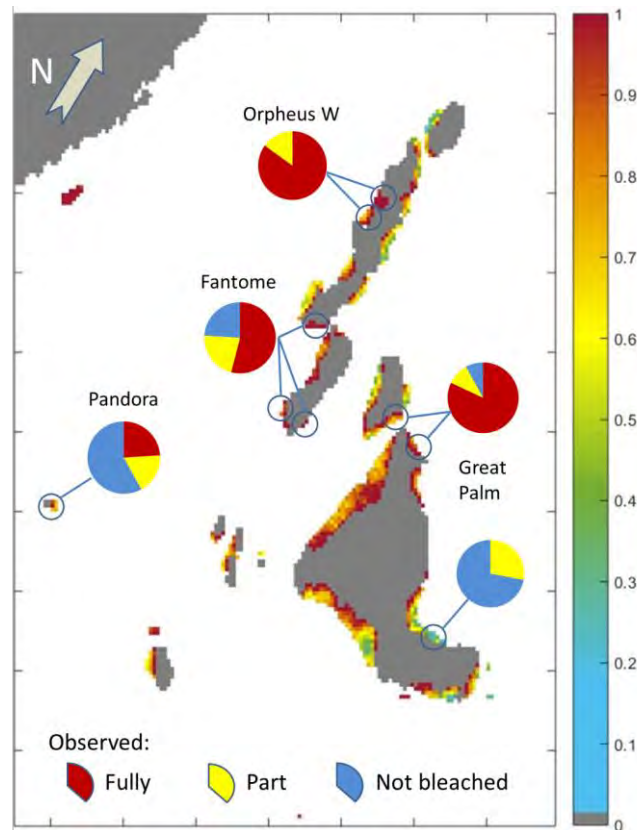 N
Orpheus W
Fantome
Pandora
Great
Palm
Observed:
Fully
Part
Not bleached
1
0.9
0.8
0.7
0.6
0.5
0.4
0.3
0.2
0.1
0